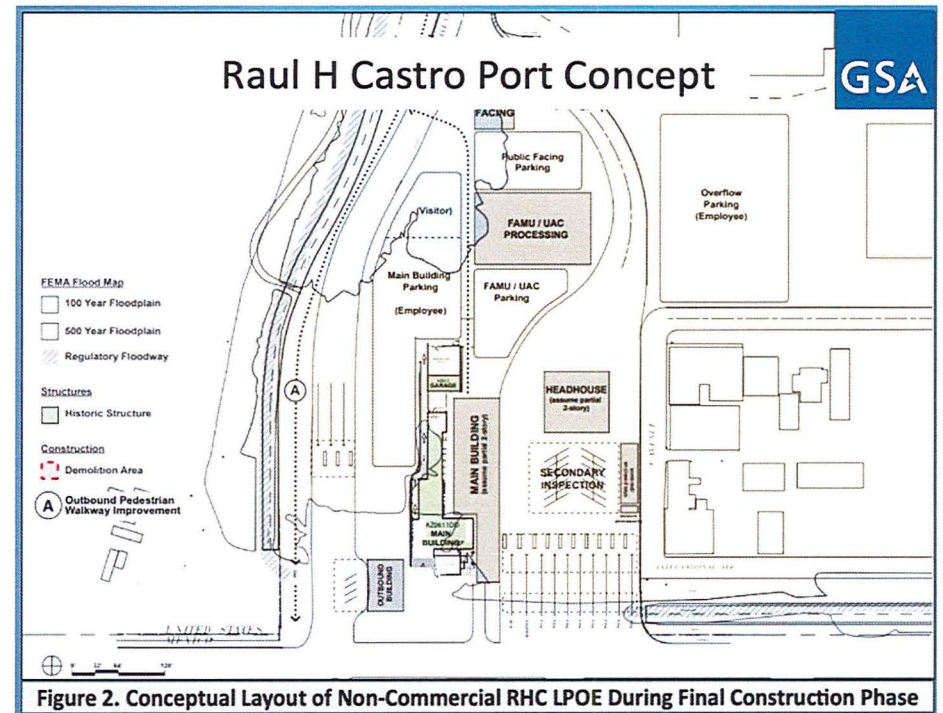 Raul H Castro Port Concept
GSA
FACING
Public Facing
Parking
FAMU / UAC
PROCESSING
Overflow
Parking
(Employee)
(Visitor)
Main Building
Parking
(Employee)
FAMU / UAC
Parking
FEMA Flood Map
100 Year Floodplain
500 Year Floodplain
Regulatory Floodway
Structures
Historic Structure
Construction
Demolition Area
A Outbound Pedestrian
Walkway Improvement
A
GARAGE
MAIN BUILDING
(assume partial 2-story)
HEADHOUSE
(assume partial
2-story)
SECONDARY
INSPECTION
MAIN
BUILDING
OUTBOUND
BUILDING
UNITED STATES
MEXICO
Figure 2. Conceptual Layout of Non-Commercial RHC LPOE During Final Construction Phase